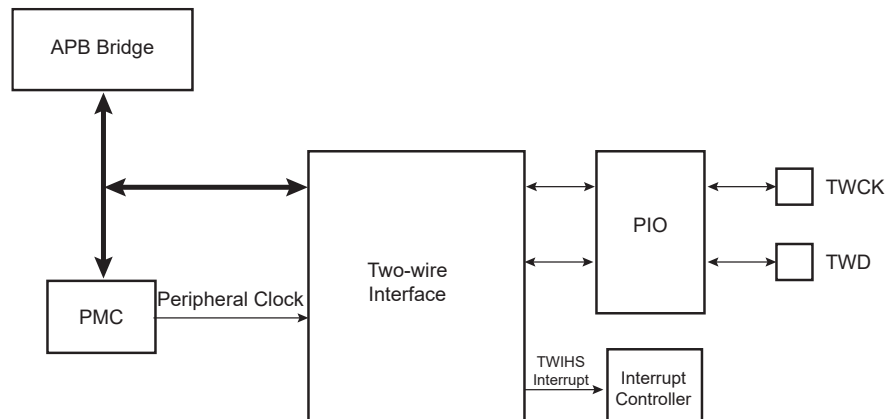 APB Bridge
PMC
Peripheral Clock
Two-wire
Interface
PIO
TWCK
TWD
TWIHS
Interrupt
Interrupt
Controller